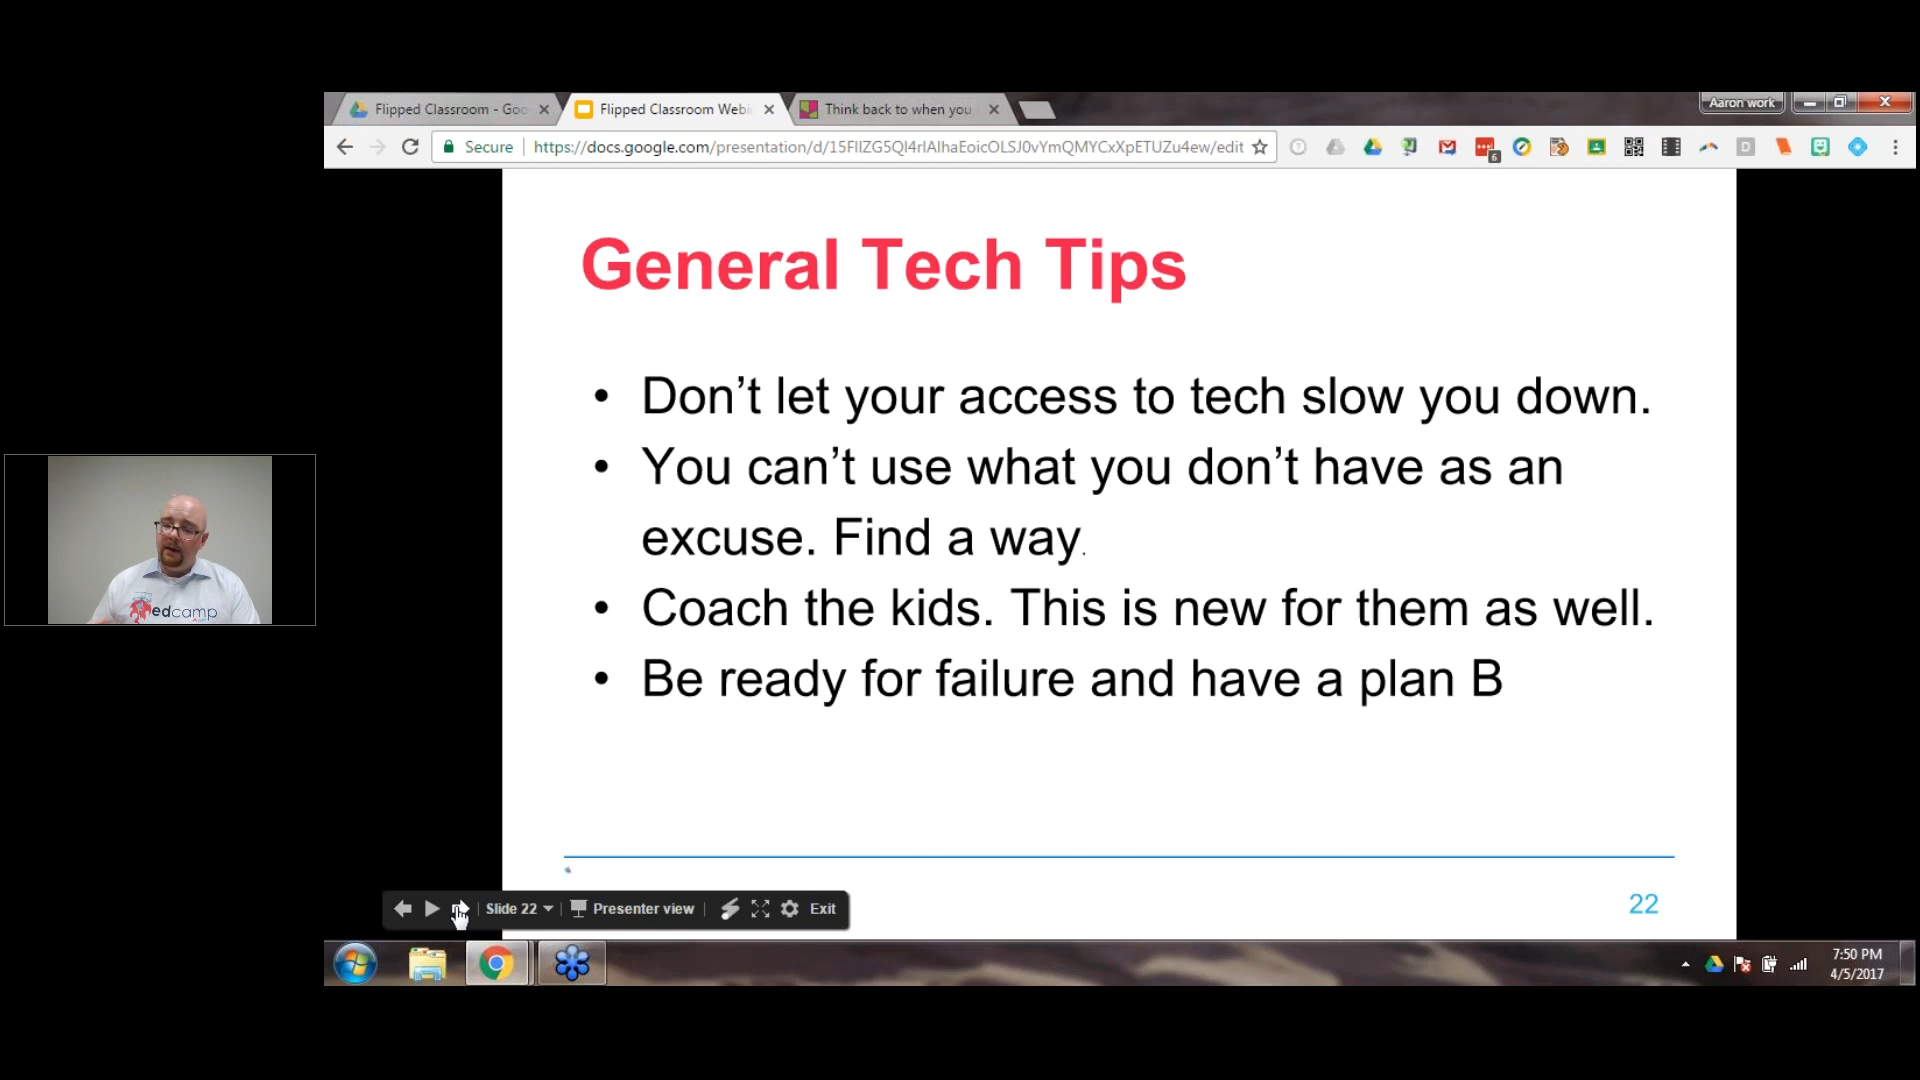 Flipped Classroom - Goo
Flipped Classroom Webi
Think back to when you
Aaron work
Secure
https://docs.google.com/presentation/d/15FIlZG5Ql4rIAlhaEoicOLSJ0vYmQMYCxXpETUZu4ew/edit
6
D
General Tech Tips
• Don’t let your access to tech slow you down.
• You can’t use what you don’t have as an
excuse. Find a way.
• Coach the kids. This is new for them as well.
• Be ready for failure and have a plan B
edcamp
22
Slide 22
Presenter view
Exit
7:50 PM
4/5/2017